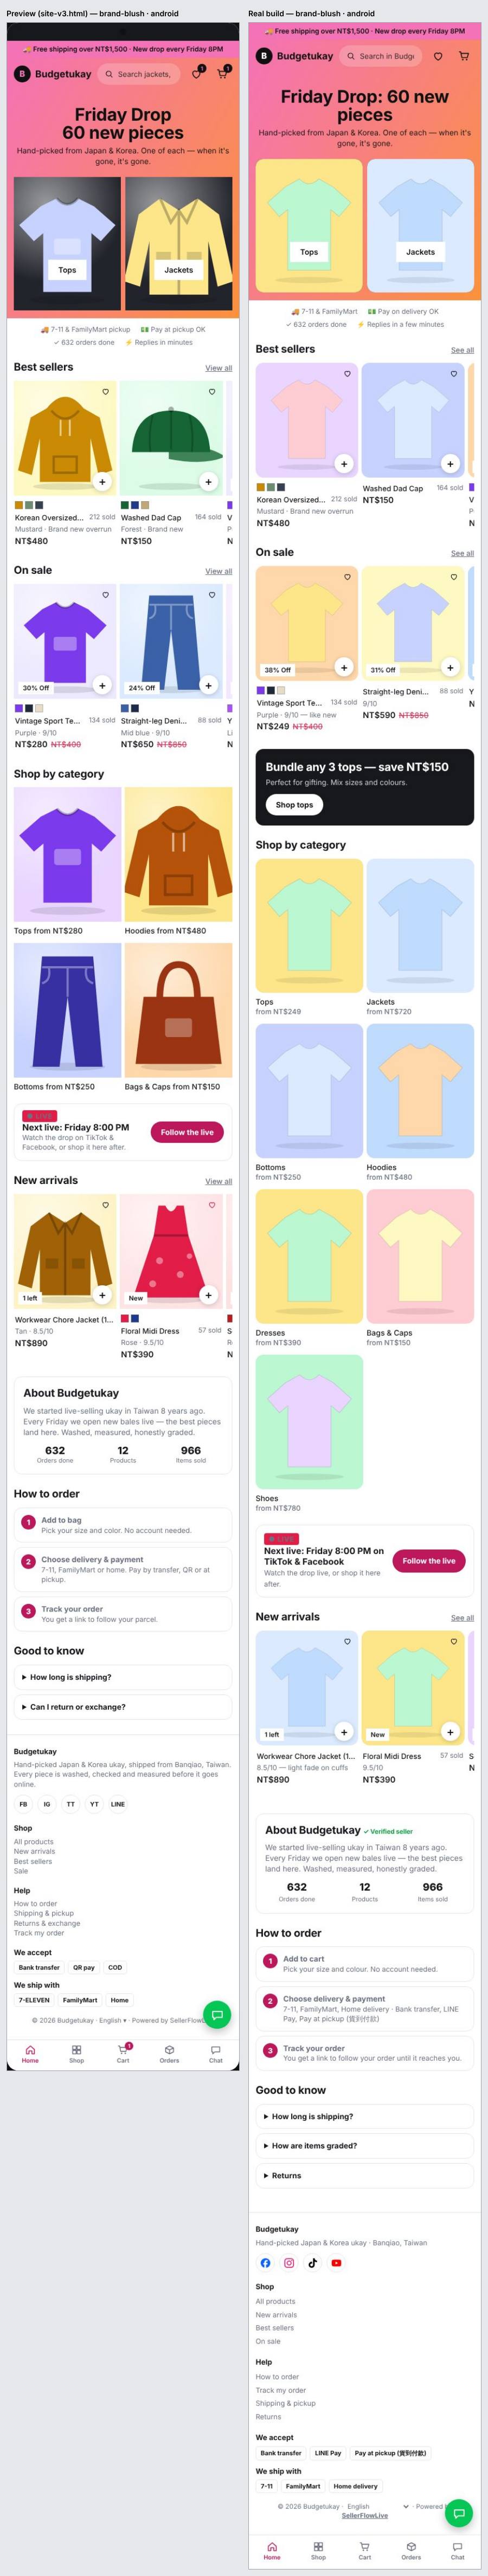 Preview (site-v3.html) — brand-blush · android
🚚 Free shipping over NT$1,500 · New drop every Friday 8PM
B Budgetukay Search jackets, 1 1
Friday Drop
60 new pieces
Hand-picked from Japan & Korea. One of each — when it's
gone, it's gone.
Tops Jackets
🚚 7-11 & FamilyMart pickup 💵 Pay at pickup OK
✓ 632 orders done ⚡ Replies in minutes
Best sellers View all
Korean Oversized... 212 sold Washed Dad Cap 164 sold V
Mustard · Brand new overrun Forest · Brand new P
NT$480 NT$150 N
On sale View all
30% Off 24% Off
Vintage Sport Te... 134 sold Straight-leg Deni... 88 sold Y
Purple · 9/10 Mid blue · 9/10 Li
NT$280 NT$400 NT$650 NT$850 N
Shop by category
Tops from NT$280 Hoodies from NT$480
Bottoms from NT$250 Bags & Caps from NT$150
LIVE
Next live: Friday 8:00 PM
Watch the drop on TikTok &
Facebook, or shop it here after.
Follow the live
New arrivals View all
1 left New
Workwear Chore Jacket (1... Floral Midi Dress 57 sold S
Tan · 8.5/10 Rose · 9.5/10 R
NT$890 NT$390 N
About Budgetukay
We started live-selling ukay in Taiwan 8 years ago.
Every Friday we open new bales live — the best pieces
land here. Washed, measured, honestly graded.
632 12 966
Orders done Products Items sold
How to order
1 Add to bag
Pick your size and color. No account needed.
2 Choose delivery & payment
7-11, FamilyMart or home. Pay by transfer, QR or at
pickup.
3 Track your order
You get a link to follow your parcel.
Good to know
▶ How long is shipping?
▶ Can I return or exchange?
Budgetukay
Hand-picked Japan & Korea ukay, shipped from Banqiao, Taiwan.
Every piece is washed, checked and measured before it goes
online.
FB IG TT YT LINE
Shop
All products
New arrivals
Best sellers
Sale
Help
How to order
Shipping & pickup
Returns & exchange
Track my order
We accept
Bank transfer QR pay COD
We ship with
7-ELEVEN FamilyMart Home
© 2026 Budgetukay · English ▾ · Powered by SellerFlowL
1
Home Shop Cart Orders Chat
Real build — brand-blush · android
🚚 Free shipping over NT$1,500 · New drop every Friday 8PM
B Budgetukay Search in Budge
Friday Drop: 60 new
pieces
Hand-picked from Japan & Korea. One of each — when it's
gone, it's gone.
Tops Jackets
🚚 7-11 & FamilyMart 💵 Pay on delivery OK
✓ 632 orders done ⚡ Replies in a few minutes
Best sellers See all
Korean Oversized... 212 sold Washed Dad Cap 164 sold V
Mustard · Brand new overrun NT$150 P
NT$480 N
On sale See all
38% Off 31% Off
Vintage Sport Te... 134 sold Straight-leg Deni... 88 sold Y
Purple · 9/10 — like new 9/10 N
NT$249 NT$400 NT$590 NT$850
Bundle any 3 tops — save NT$150
Perfect for gifting. Mix sizes and colours.
Shop tops
Shop by category
Tops Jackets
from NT$249 from NT$720
Bottoms Hoodies
from NT$250 from NT$480
Dresses Bags & Caps
from NT$390 from NT$150
Shoes
from NT$780
LIVE
Next live: Friday 8:00 PM on
TikTok & Facebook
Watch the drop live, or shop it here
after.
Follow the live
New arrivals See all
1 left New
Workwear Chore Jacket (1... Floral Midi Dress 57 sold S
8.5/10 — light fade on cuffs 9.5/10 9
NT$890 NT$390 N
About Budgetukay ✓ Verified seller
We started live-selling ukay in Taiwan 8 years ago.
Every Friday we open new bales live — the best pieces
land here. Washed, measured, honestly graded.
632 12 966
Orders done Products Items sold
How to order
1 Add to cart
Pick your size and colour. No account needed.
2 Choose delivery & payment
7-11, FamilyMart, Home delivery · Bank transfer, LINE
Pay, Pay at pickup (貨到付款)
3 Track your order
You get a link to follow your order until it reaches you.
Good to know
▶ How long is shipping?
▶ How are items graded?
▶ Returns
Budgetukay
Hand-picked Japan & Korea ukay · Banqiao, Taiwan
Shop
All products
New arrivals
Best sellers
On sale
Help
How to order
Track my order
Shipping & pickup
Returns
We accept
Bank transfer LINE Pay Pay at pickup (貨到付款)
We ship with
7-11 FamilyMart Home delivery
© 2026 Budgetukay · English · Powered
SellerFlowLive
Home Shop Cart Orders Chat